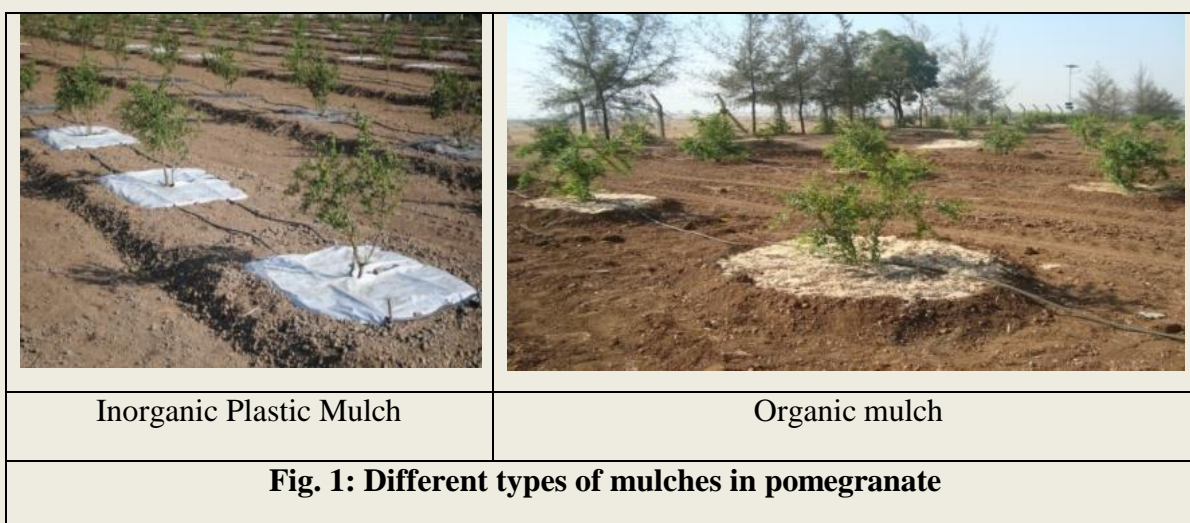 Inorganic Plastic Mulch
Organic mulch
Fig. 1: Different types of mulches in pomegranate